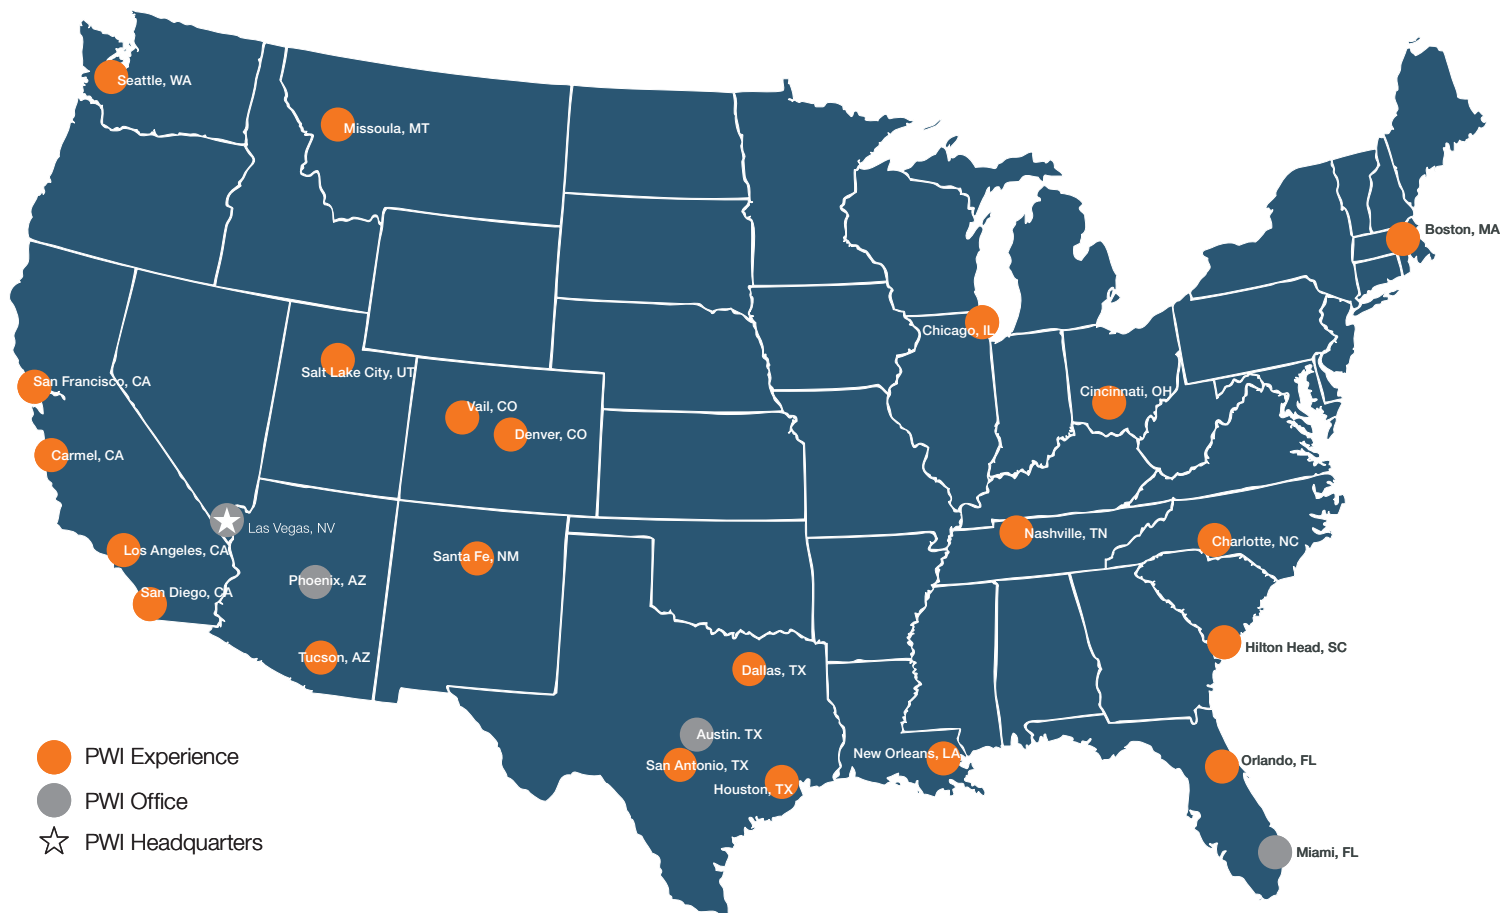 Seattle, WA
Missoula, MT
Boston, MA
Chicago, IL
Salt Lake City, UT
San Francisco, CA
Cincinnati, OH
Vail, CO
Denver, CO
Carmel, CA
Las Vegas, NV
Nashville, TN
Charlotte, NC
Los Angeles, CA
Santa Fe, NM
Phoenix, AZ
San Diego, CA
Hilton Head, SC
Tucson, AZ
Dallas, TX
Austin. TX
New Orleans, LA
Orlando, FL
San Antonio, TX
Houston, TX
Miami, FL
PWI Experience
PWI Office
PWI Headquarters